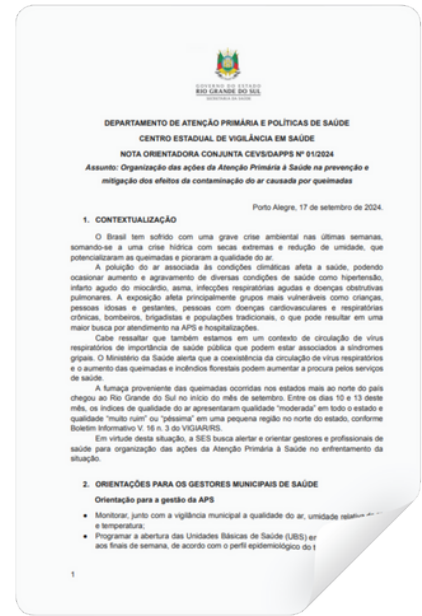 GOVERNO DO ESTADO
RIO GRANDE DO SUL
SECRETARIA DA SAÚDE
DEPARTAMENTO DE ATENÇÃO PRIMÁRIA E POLÍTICAS DE SAÚDE
CENTRO ESTADUAL DE VIGILÂNCIA EM SAÚDE
NOTA ORIENTADORA CONJUNTA CEVS/DAPPS Nº 01/2024
Assunto: Organização das ações da Atenção Primária à Saúde na prevenção e
mitigação dos efeitos da contaminação do ar causada por queimadas
Porto Alegre, 17 de setembro de 2024.
1. CONTEXTUALIZAÇÃO
O Brasil tem sofrido com uma grave crise ambiental nas últimas semanas,
somando-se a uma crise hídrica com secas extremas e redução de umidade, que
potencializaram as queimadas e pioraram a qualidade do ar.
A poluição do ar associada às condições climáticas afeta a saúde, podendo
ocasionar aumento e agravamento de diversas condições de saúde como hipertensão,
infarto agudo do miocárdio, asma, infecções respiratórias agudas e doenças obstrutivas
pulmonares. A exposição afeta principalmente grupos mais vulneráveis como crianças,
pessoas idosas e gestantes, pessoas com doenças cardiovasculares e respiratórias
crônicas, bombeiros, brigadistas e populações tradicionais, o que pode resultar em uma
maior busca por atendimento na APS e hospitalizações.
Cabe ressaltar que também estamos em um contexto de circulação de vírus
respiratórios de importância de saúde pública que podem estar associados a síndromes
gripais. O Ministério da Saúde alerta que a coexistência da circulação de vírus respiratórios
e o aumento das queimadas e incêndios florestais podem aumentar a procura pelos serviços
de saúde.
A fumaça proveniente das queimadas ocorridas nos estados mais ao norte do país
chegou ao Rio Grande do Sul no início do mês de setembro. Entre os dias 10 e 13 deste
mês, os índices de qualidade do ar apresentaram qualidade "moderada" em todo o estado e
qualidade "muito ruim" ou "péssima" em uma pequena região no norte do estado, conforme
Boletim Informativo V. 16 n. 3 do VIGIAR/RS.
Em virtude desta situação, a SES busca alertar e orientar gestores e profissionais de
saúde para organização das ações da Atenção Primária à Saúde no enfrentamento da
situação.
2. ORIENTAÇÕES PARA OS GESTORES MUNICIPAIS DE SAÚDE
Orientação para a gestão da APS
● Monitorar, junto com a vigilância municipal a qualidade do ar, umidade relativa
e temperatura;
● Programar a abertura das Unidades Básicas de Saúde (UBS)
aos finais de semana, de acordo com o perfil epidemiológico do
1